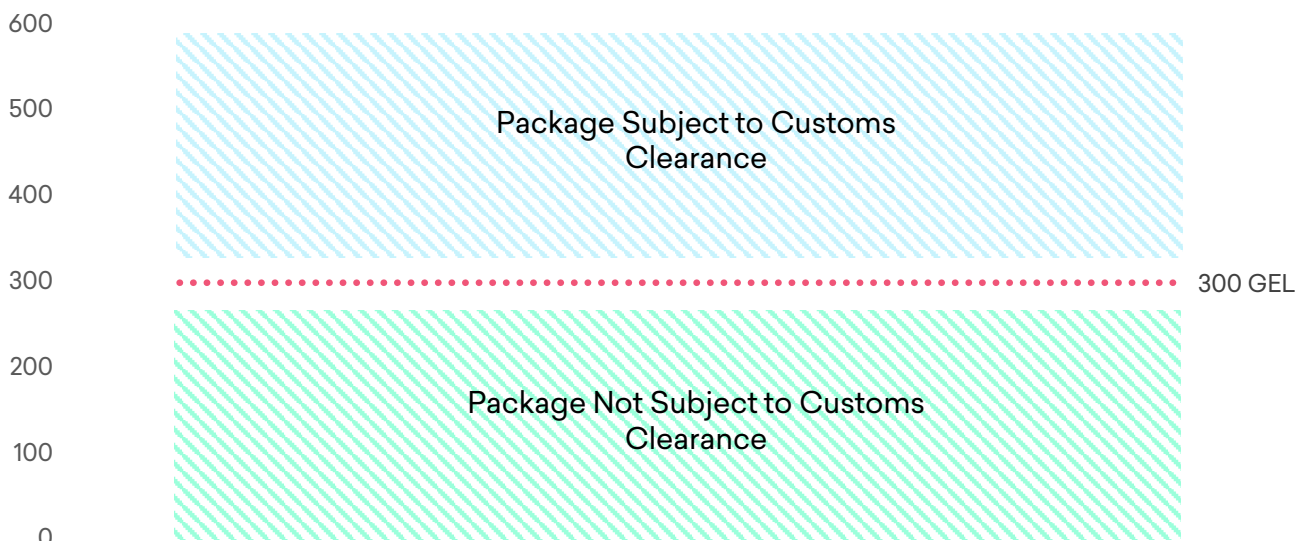 600
500
Package Subject to Customs
Clearance
400
300
300 GEL
200
Package Not Subject to Customs
Clearance
100
0